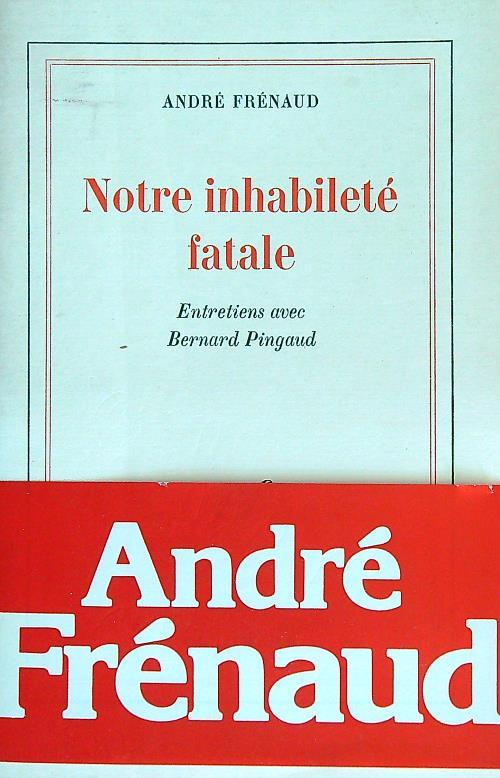 ANDRÉ FRÉNAUD
Notre inhabileté
fatale
Entretiens avec
Bernard Pingaud
André
Frénaud